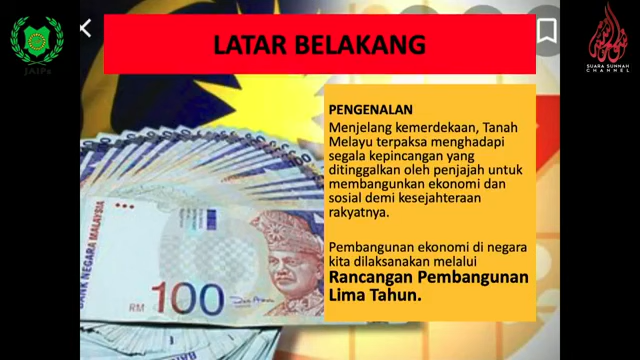 LATAR BELAKANG
JAIPs
SUARA SUNNAH
CHANNEL
PENGENALAN
Menjelang kemerdekaan, Tanah
Melayu terpaksa menghadapi
segala kepincangan yang
ditinggalkan oleh penjajah untuk
membangunkan ekonomi dan
sosial demi kesejahteraan
rakyatnya.
Pembangunan ekonomi di negara
kita dilaksanakan melalui
Rancangan Pembangunan
Lima Tahun.
BANK NEGARA MALAYSIA
RM 100